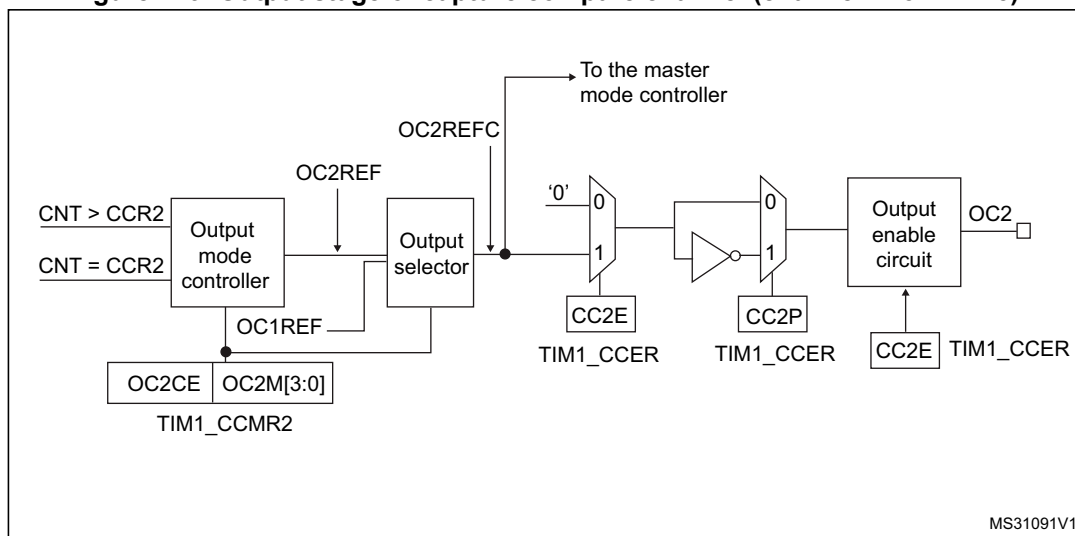 To the master
mode controller
OC2REFC
OC2REF
'0'
0
0
CNT > CCR2
Output
mode
controller
Output
selector
Output
enable
circuit
OC2
CNT = CCR2
1
1
OC1REF
CC2E
CC2P
CC2E
TIM1_CCER
TIM1_CCER
TIM1_CCER
OC2CE
OC2M[3:0]
TIM1_CCMR2
MS31091V1